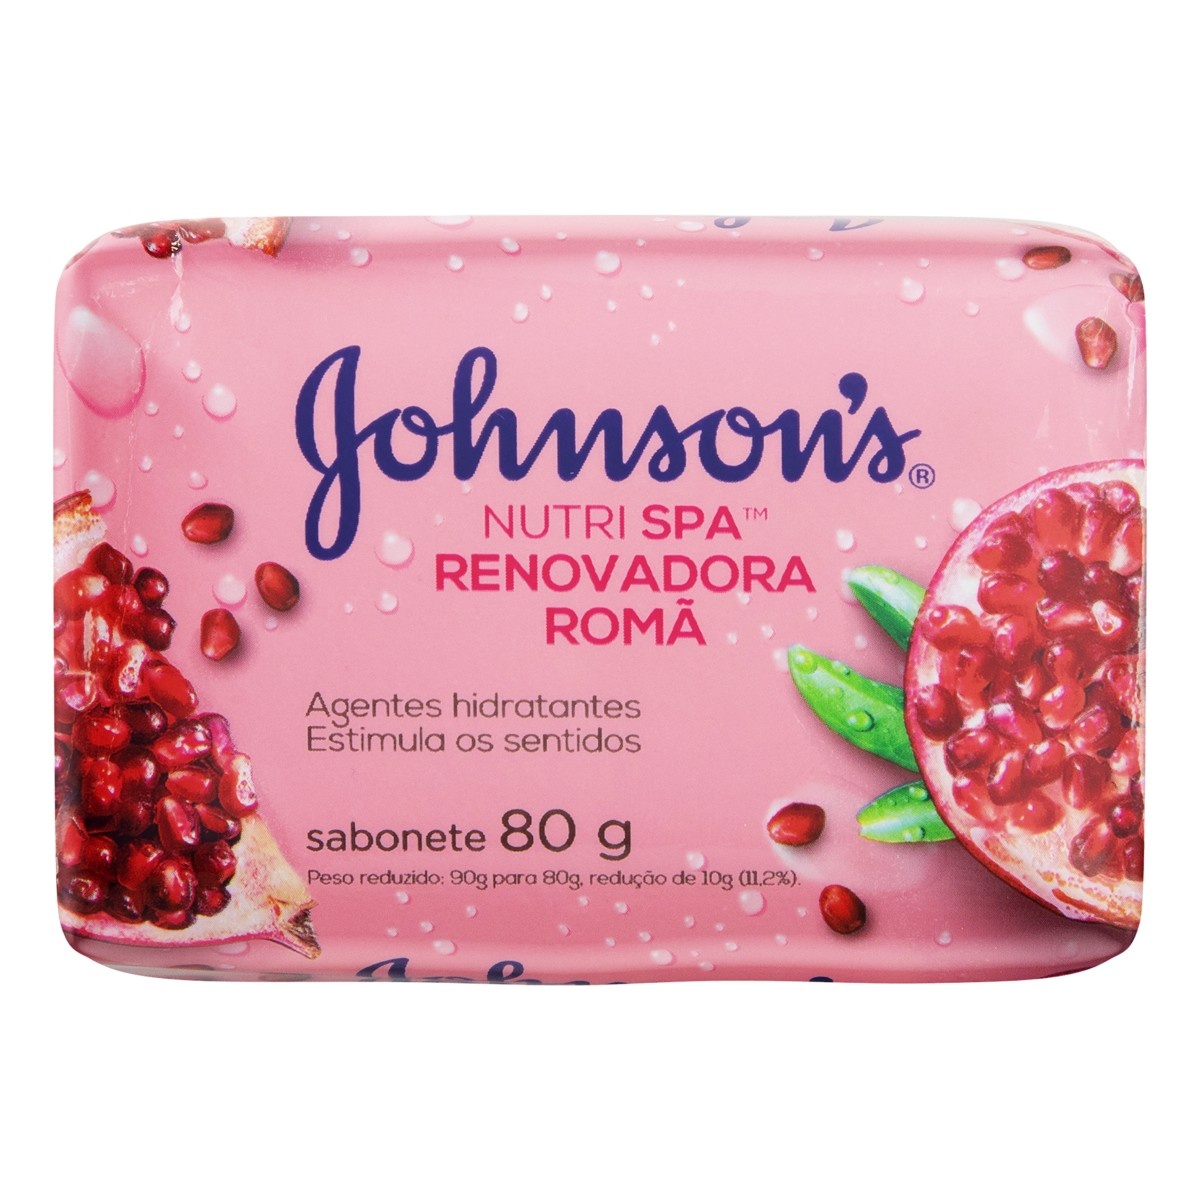 Johnson's®
NUTRI SPA™
RENOVADORA
ROMÃ
Agentes hidratantes
Estimula os sentidos
sabonete 80 g
Peso reduzido: 90g para 80g, redução de 10g (11,2%).